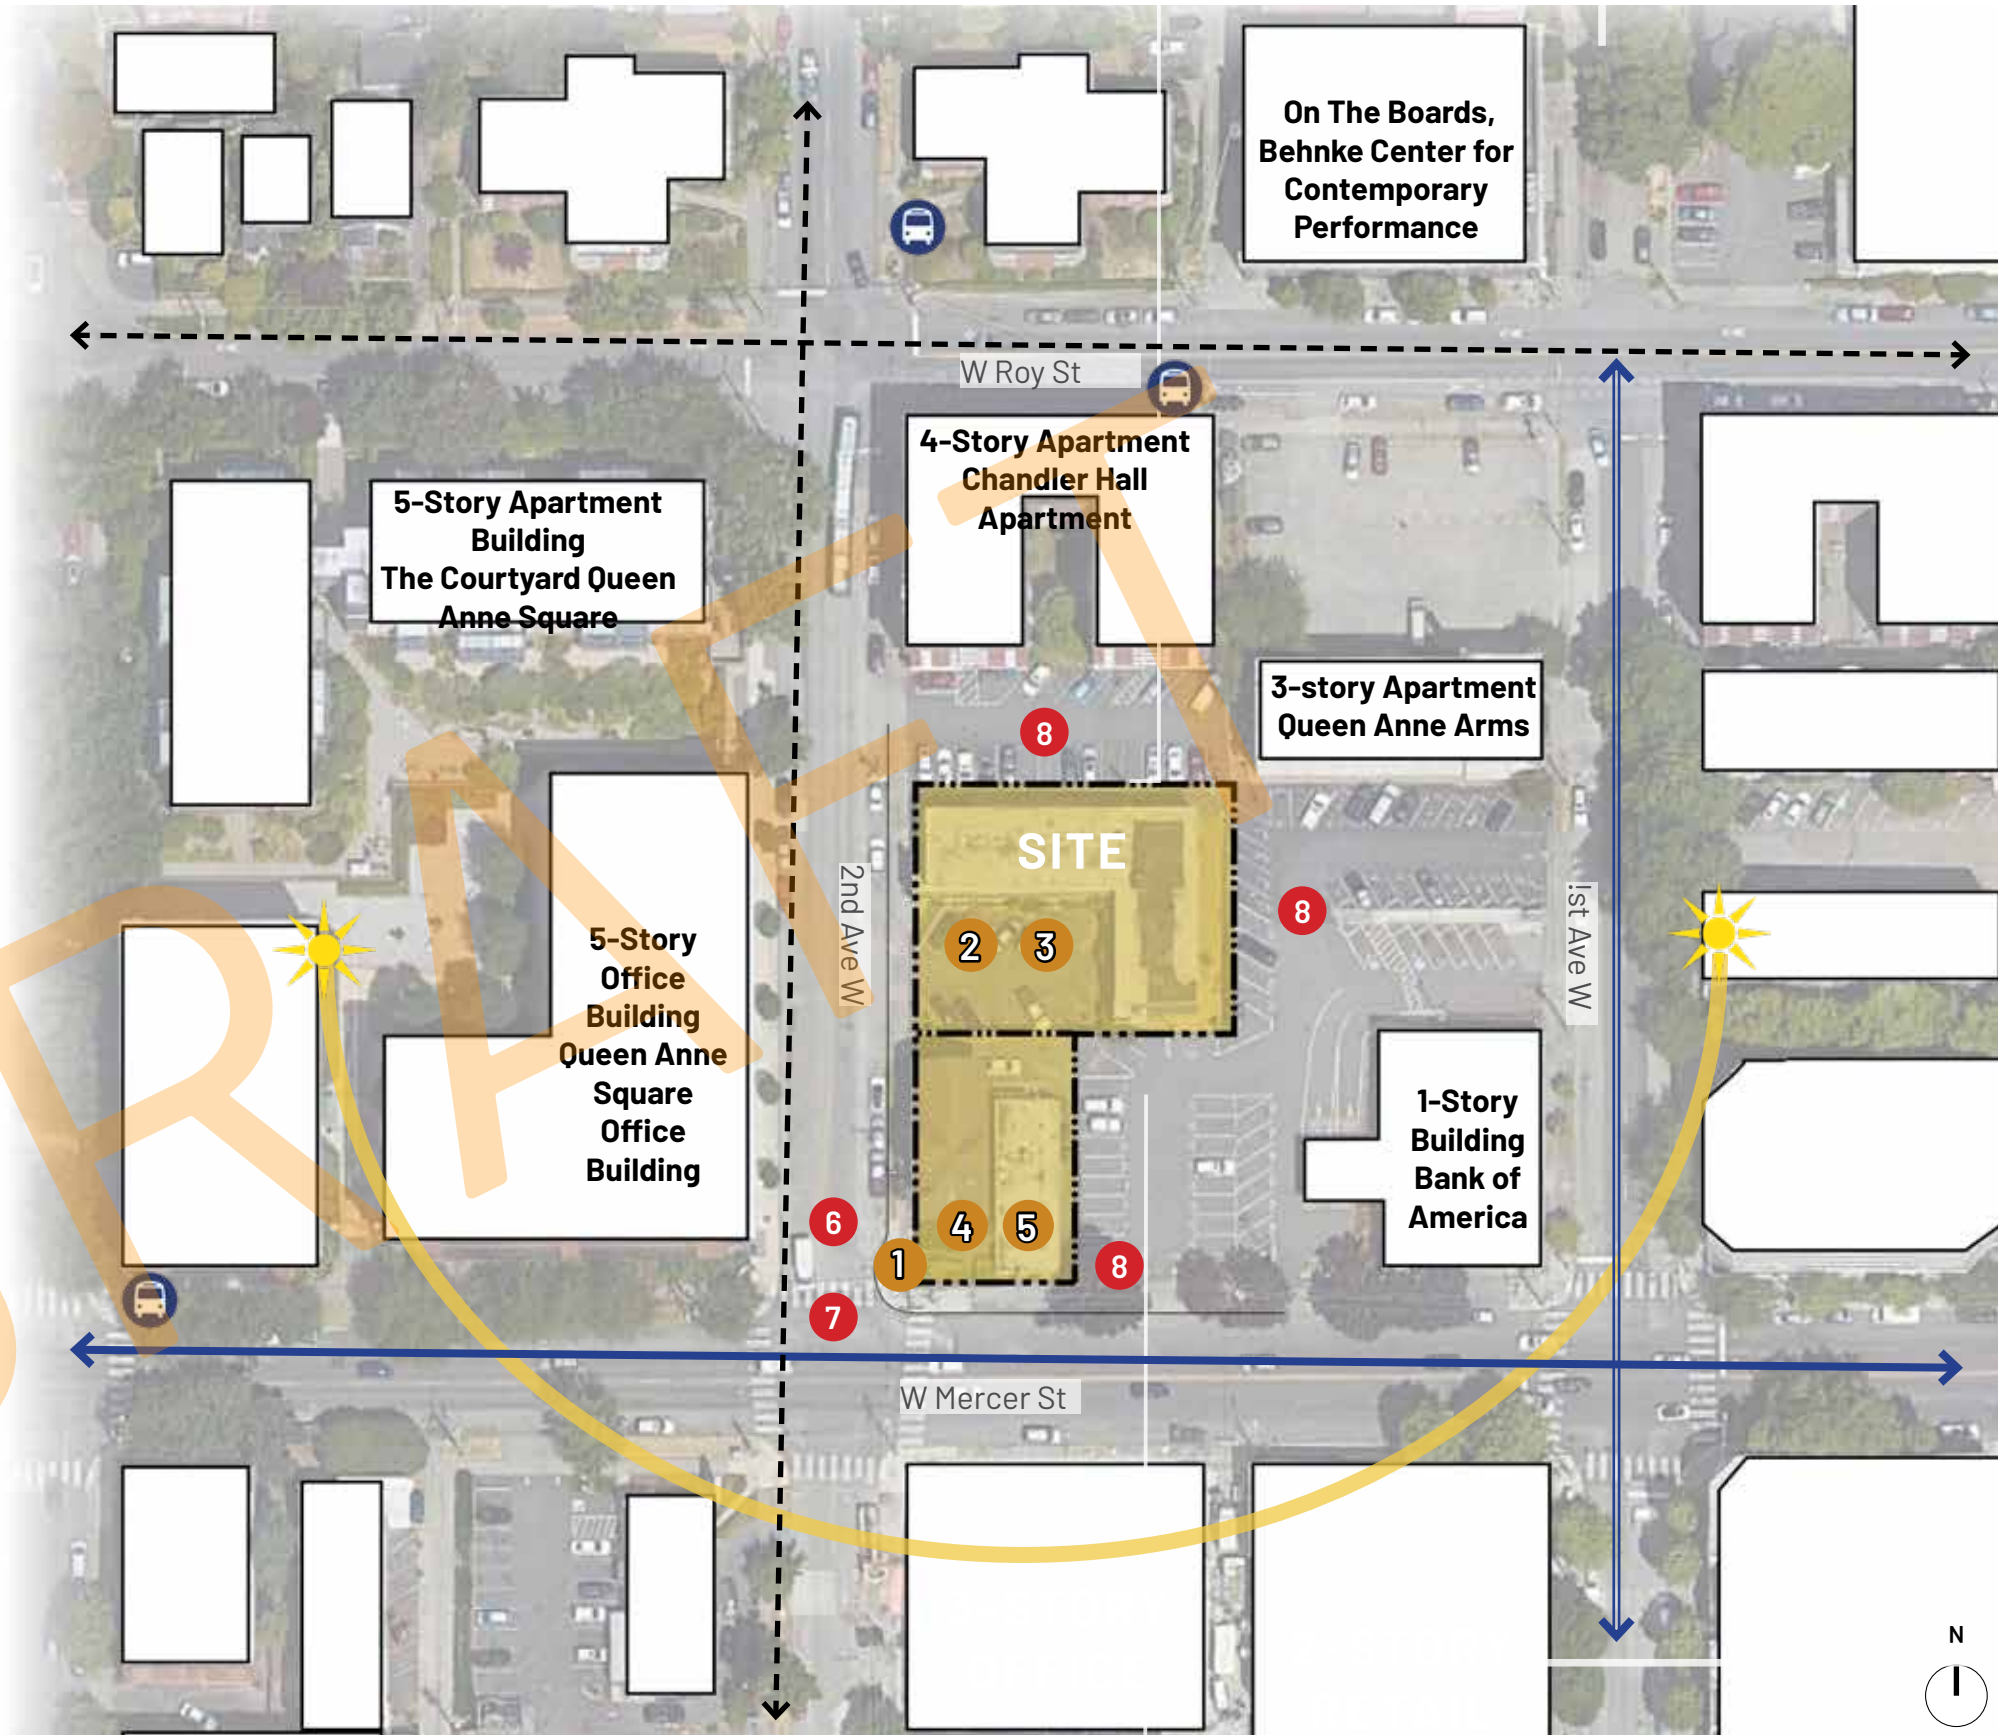 On The Boards,
Behnke Center for
Contemporary
Performance
W Roy St
4-Story Apartment
Chandler Hall
Apartment
5-Story Apartment
Building
The Courtyard Queen
Anne Square
3-story Apartment
Queen Anne Arms
8
SITE
2nd Ave W
!st Ave W
8
2
3
5-Story
Office
Building
Queen Anne
Square
Office
Building
1-Story
Building
Bank of
America
6
4
5
1
8
7
W Mercer St
N
RAFT